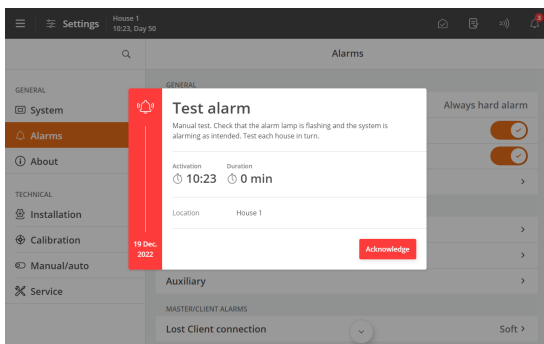 Settings
House 1
10:23, Day 50
3
Alarms
GENERAL
System
Alarms
About
TECHNICAL
Installation
Calibration
Manual/auto
Service
GENERAL
Always hard alarm
Test alarm
Manual test. Check that the alarm lamp is flashing and the system is
alarming as intended. Test each house in turn.
Activation Duration
10:23 0 min
Location House 1
19 Dec.
2022
Acknowledge
Auxiliary
MASTER/CLIENT ALARMS
Lost Client connection Soft